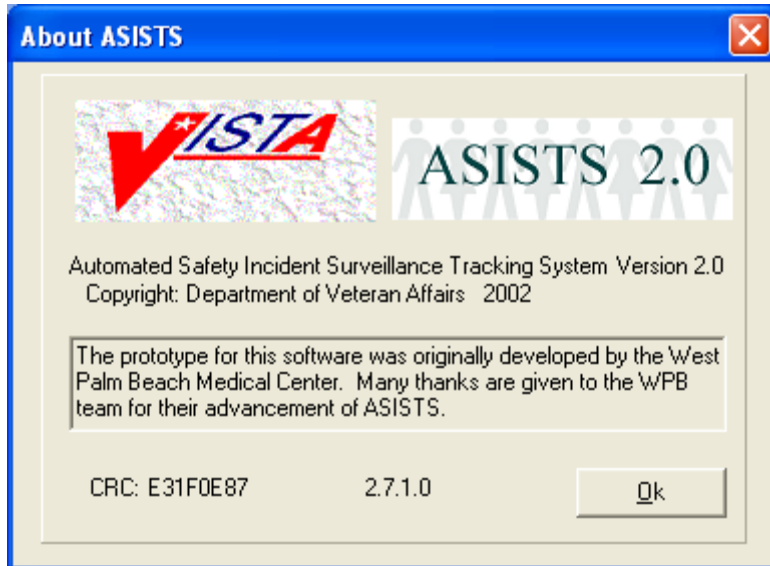 About ASISTS
VISTA
ASISTS 2.0
Automated Safety Incident Surveillance Tracking System Version 2.0
Copyright: Department of Veteran Affairs 2002
The prototype for this software was originally developed by the West
Palm Beach Medical Center. Many thanks are given to the WPB
team for their advancement of ASISTS.
CRC: E31F0E87 2.7.1.0 Ok